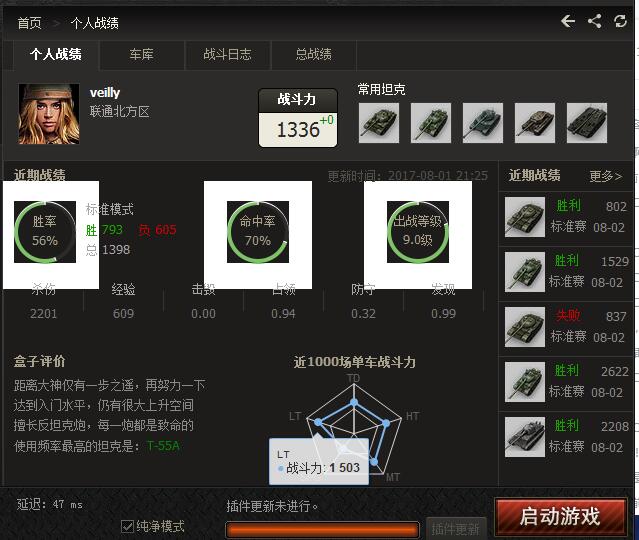 首页 > 个人战绩
个人战绩 车库 战斗日志 总战绩
veilly
联通北方区
战斗力
1336 +0
常用坦克
近期战绩 更新时间: 2017-08-01 21:25
胜率
56%
标准模式
胜 793 负 605
总 1398
命中率
70%
出战等级
9.0级
杀伤 经验 击毁 占领 防守 发现
2201 609 0.00 0.94 0.32 0.99
盒子评价
距离大神仅有一步之遥，再努力一下
达到入门水平，仍有很大上升空间
擅长反坦克炮，每一炮都是致命的
使用频率最高的坦克是: T-55A
近1000场单车战斗力
TD
LT HT
MT
LT
战斗力: 1 503
近期战绩 更多>
胜利 802
标准赛 08-02
胜利 1529
标准赛 08-02
失败 837
标准赛 08-02
胜利 2622
标准赛 08-02
胜利 2208
标准赛 08-02
延迟: 47 ms
纯净模式
插件更新未进行。
插件更新
启动游戏